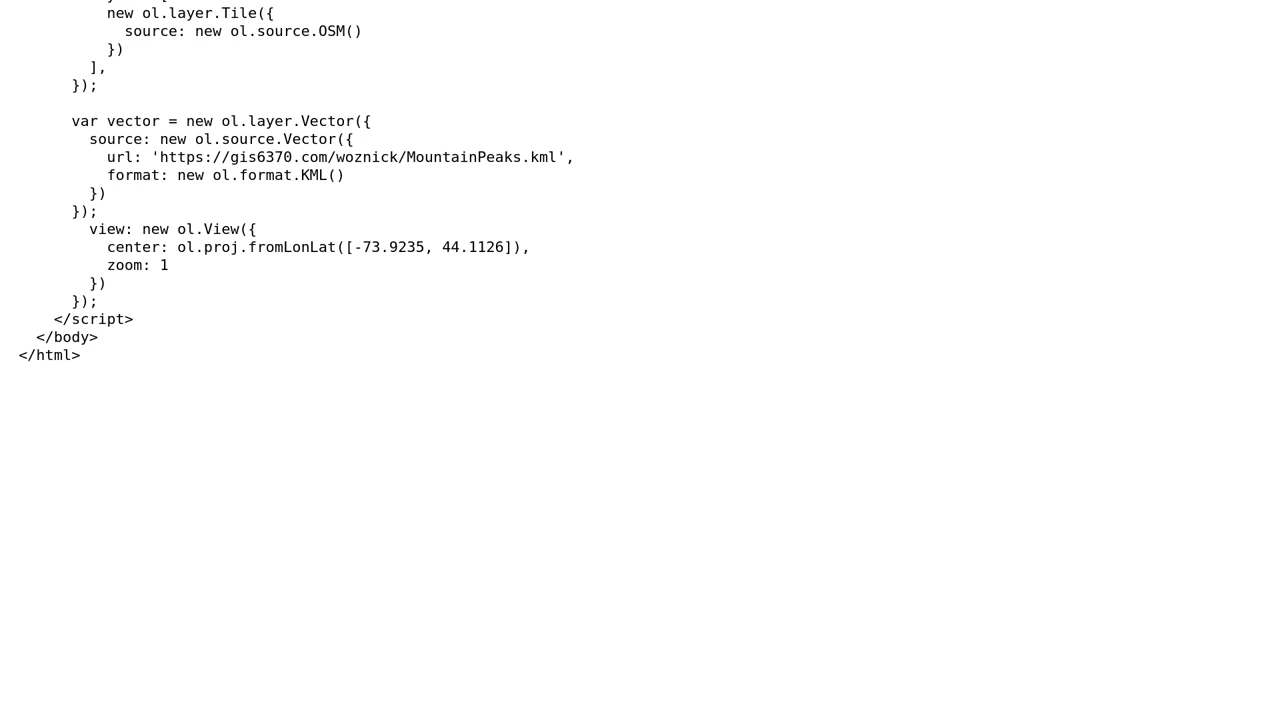 new ol.layer.Tile({
source: new ol.source.OSM()
})
],
});
var vector = new ol.layer.Vector({
source: new ol.source.Vector({
url: 'https://gis6370.com/woznick/MountainPeaks.kml',
format: new ol.format.KML()
})
});
view: new ol.View({
center: ol.proj.fromLonLat([-73.9235, 44.1126]),
zoom: 1
})
});
</script>
</body>
</html>